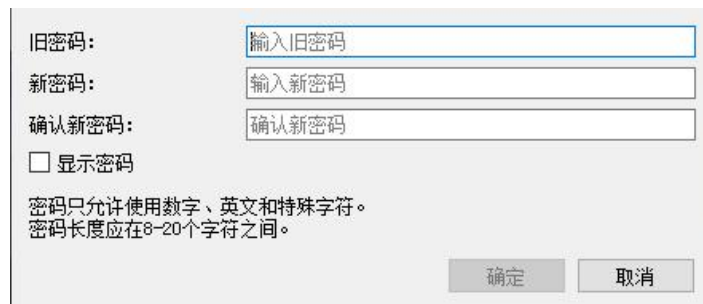 旧密码： 输入旧密码
新密码： 输入新密码
确认新密码： 确认新密码
显示密码
密码只允许使用数字、英文和特殊字符。
密码长度应在8-20个字符之间。
确定 取消